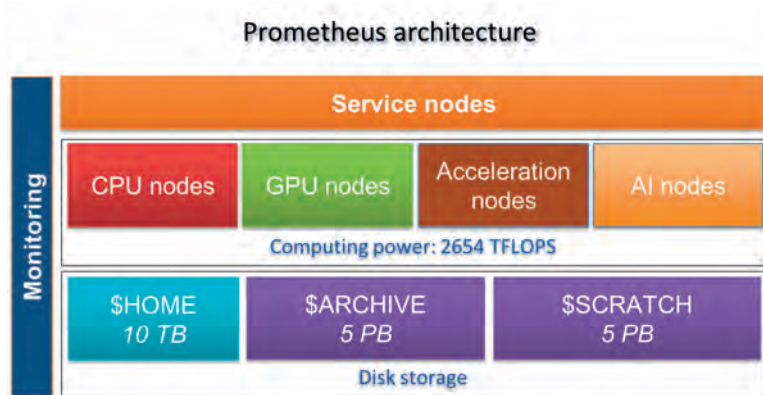 Prometheus architecture
Monitoring
Service nodes
CPU nodes
GPU nodes
Acceleration
nodes
AI nodes
Computing power: 2654 TFLOPS
$HOME
10 TB
$ARCHIVE
5 PB
$SCRATCH
5 PB
Disk storage